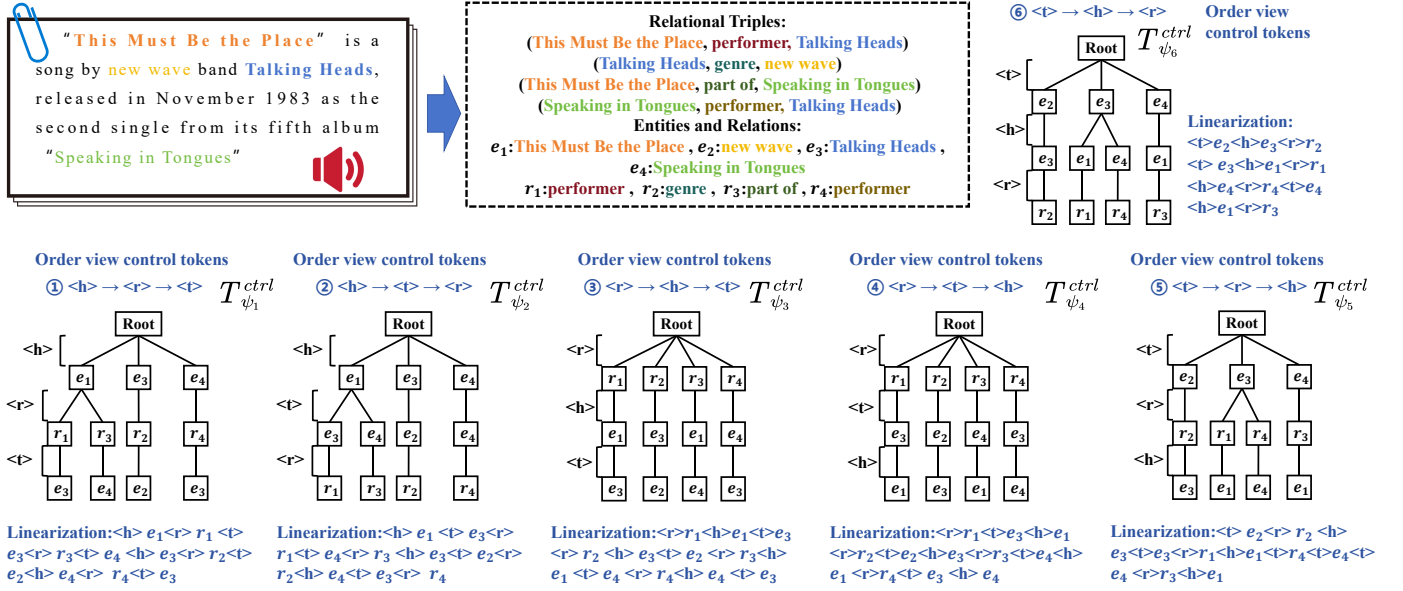 "This Must Be the Place" is a
song by new wave band Talking Heads,
released in November 1983 as the
second single from its fifth album
"Speaking in Tongues"
Relational Triples:
(This Must Be the Place, performer, Talking Heads)
(Talking Heads, genre, new wave)
(This Must Be the Place, part of, Speaking in Tongues)
(Speaking in Tongues, performer, Talking Heads)
Entities and Relations:
e₁:This Must Be the Place , e₂:new wave , e₃:Talking Heads ,
e₄:Speaking in Tongues
r₁:performer , r₂:genre , r₃:part of , r₄:performer
⑥ <t> → <h> → <r>
Order view
control tokens
T^{ctrl}_{ψ₆}
Root
<t>
e₂ e₃ e₄
<h>
e₃ e₁ e₄ e₁
<r>
r₂ r₁ r₄ r₃
Linearization:
<t>e₂<h>e₃<r>r₂
<t> e₃<h>e₁<r>r₁
<h>e₄<r>r₄<t>e₄
<h>e₁<r>r₃
Order view control tokens
① <h> → <r> → <t> T^{ctrl}_{ψ₁}
Root
<h>
e₁ e₃ e₄
<r>
r₁ r₃ r₂ r₄
<t>
e₃ e₄ e₂ e₃
Linearization:<h> e₁<r> r₁ <t>
e₃<r> r₃<t> e₄ <h> e₃<r> r₂<t>
e₂<h> e₄<r> r₄<t> e₃
Order view control tokens
② <h> → <t> → <r> T^{ctrl}_{ψ₂}
Root
<h>
e₁ e₃ e₄
<t>
e₃ e₄ e₂ e₄
<r>
r₁ r₃ r₂ r₄
Linearization:<h> e₁ <t> e₃<r>
r₁<t> e₄<r> r₃ <h> e₃<t> e₂<r>
r₂<h> e₄<t> e₃<r> r₄
Order view control tokens
③ <r> → <h> → <t> T^{ctrl}_{ψ₃}
Root
<r>
r₁ r₂ r₃ r₄
<h>
e₁ e₃ e₁ e₄
<t>
e₃ e₂ e₄ e₃
Linearization:<r>r₁<h>e₁<t>e₃
<r> r₂ <h> e₃<t> e₂ <r> r₃<h>
e₁ <t> e₄ <r> r₄<h> e₄ <t> e₃
Order view control tokens
④ <r> → <t> → <h> T^{ctrl}_{ψ₄}
Root
<r>
r₁ r₂ r₃ r₄
<t>
e₃ e₂ e₄ e₃
<h>
e₁ e₃ e₁ e₄
Linearization:<r>r₁<t>e₃<h>e₁
<r>r₂<t>e₂<h>e₃<r>r₃<t>e₄<h>
e₁ <r>r₄<t> e₃ <h> e₄
Order view control tokens
⑤ <t> → <r> → <h> T^{ctrl}_{ψ₅}
Root
<t>
e₂ e₃ e₄
<r>
r₂ r₁ r₄ r₃
<h>
e₃ e₁ e₄ e₁
Linearization:<t> e₂<r> r₂ <h>
e₃<t>e₃<r>r₁<h>e₁<t>r₄<t>e₄<t>
e₄ <r>r₃<h>e₁